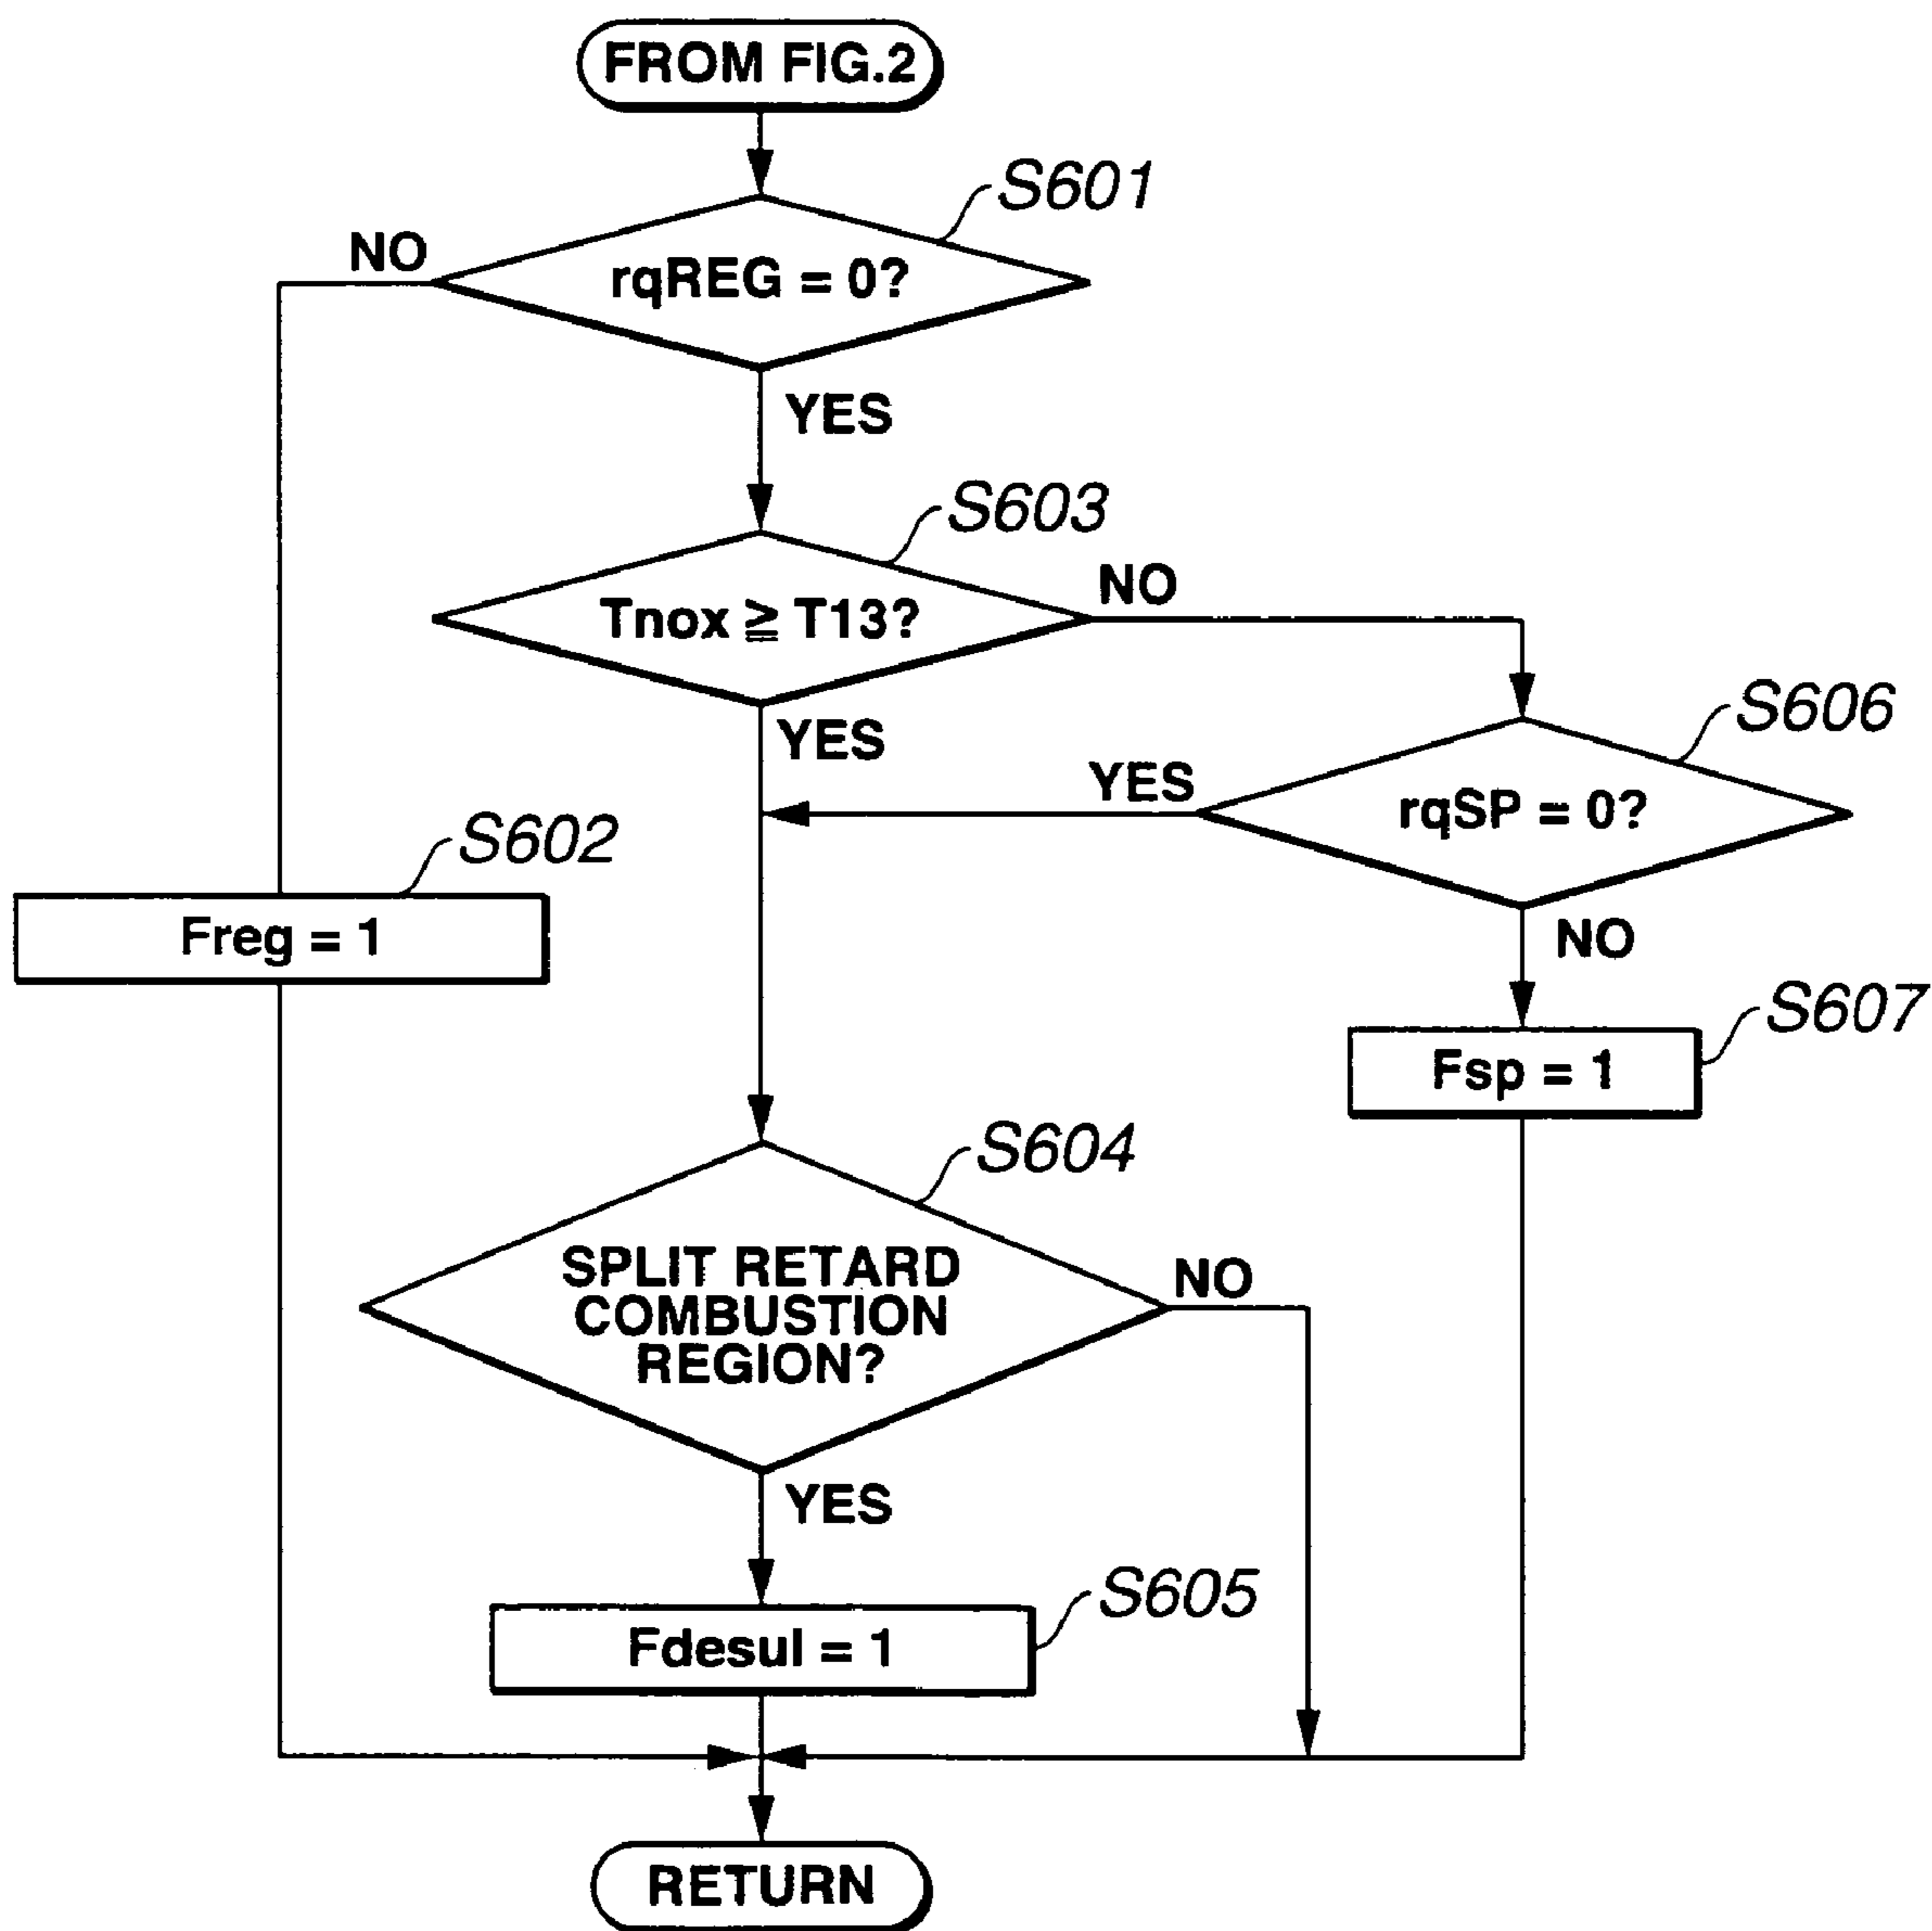 FROM FIG.2
S601
NO
rqREG = 0?
YES
S603
NO
Tnox ≧ T13?
YES
S606
YES
rqSP = 0?
S602
Freg = 1
NO
S607
Fsp = 1
S604
SPLIT RETARD
COMBUSTION
REGION?
NO
YES
S605
Fdesul = 1
RETURN